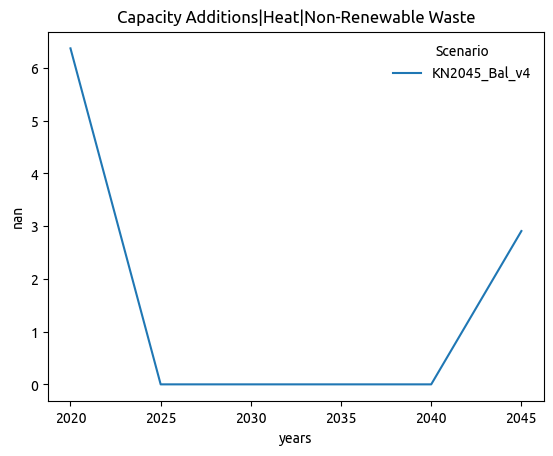 Capacity Additions|Heat|Non-Renewable Waste
Scenario
KN2045_Bal_v4
6
5
4
3
2
1
0
nan
2020 2025 2030 2035 2040 2045
years